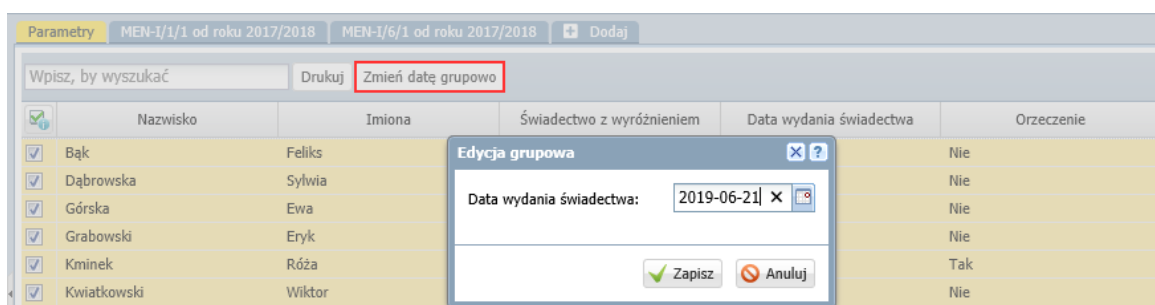 Parametry MEN-I/1/1 od roku 2017/2018 MEN-I/6/1 od roku 2017/2018 Dodaj
Wpisz, by wyszukać Drukuj Zmień datę grupowo
Nazwisko Imiona Świadectwo z wyróżnieniem Data wydania świadectwa Orzeczenie
Bąk Feliks Nie
Dąbrowska Sylwia Nie
Górska Ewa Nie
Grabowski Eryk Nie
Kminek Róża Tak
Kwiatkowski Wiktor Nie
Edycja grupowa
Data wydania świadectwa: 2019-06-21
Zapisz Anuluj